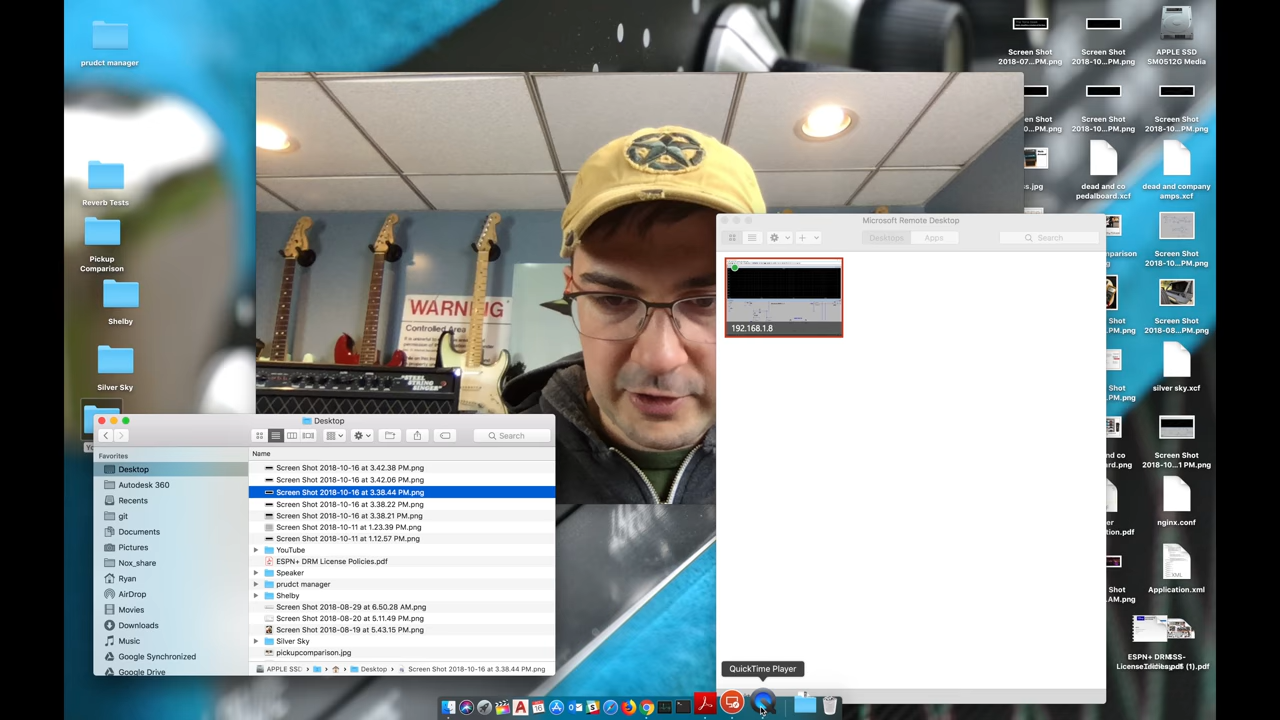 prudct manager
Reverb Tests
Pickup
Comparison
Shelby
Silver Sky
Screen Shot
2018-07...PM.png
Screen Shot
2018-10...PM.png
APPLE SSD
SM0512G Media
Screen Shot
2018-10...PM.png
Screen Shot
2018-10...PM.png
ss.jpg
dead and co
pedalboard.xcf
dead and company
amps.xcf
Screen Shot
2018-10...PM.png
Screen Shot
2018-08...PM.png
silver sky.xcf
Screen Shot
2018-10...1 PM.png
nginx.conf
Application.xml
WARNING
Controlled Area
STEEL STRING
SINGER
Microsoft Remote Desktop
Desktops
Apps
Search
192.168.1.8
Desktop
Search
Favorites
Desktop
Autodesk 360
Recents
git
Documents
Pictures
Nox_share
Ryan
AirDrop
Movies
Downloads
Music
Google Synchronized
Google Drive
Name
Screen Shot 2018-10-16 at 3.42.38 PM.png
Screen Shot 2018-10-16 at 3.42.06 PM.png
Screen Shot 2018-10-16 at 3.38.44 PM.png
Screen Shot 2018-10-16 at 3.38.22 PM.png
Screen Shot 2018-10-16 at 3.38.21 PM.png
Screen Shot 2018-10-11 at 1.23.39 PM.png
Screen Shot 2018-10-11 at 1.12.57 PM.png
YouTube
ESPN+ DRM License Policies.pdf
Speaker
prudct manager
Shelby
Screen Shot 2018-08-29 at 6.50.28 AM.png
Screen Shot 2018-08-20 at 5.11.49 PM.png
Screen Shot 2018-08-19 at 5.43.15 PM.png
Silver Sky
pickupcomparison.jpg
APPLE SSD
Desktop
Screen Shot 2018-10-16 at 3.38.44 PM.png
QuickTime Player